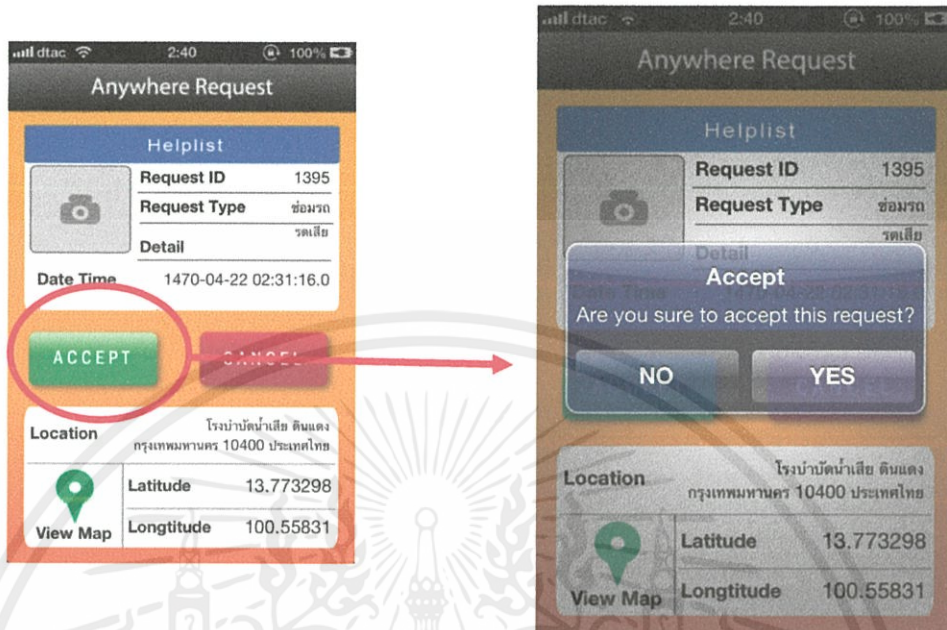 dtac 2:40 100%
Anywhere Request
Helplist
Request ID 1395
Request Type ซ่อมรถ
รถเสีย
Detail
Date Time 1470-04-22 02:31:16.0
ACCEPT CANCEL
Location โรงบำบัดน้ำเสีย ดินแดง
กรุงเทพมหานคร 10400 ประเทศไทย
Latitude 13.773298
View Map Longtitude 100.55831
dtac 2:40 100%
Anywhere Request
Helplist
Request ID 1395
Request Type ซ่อมรถ
รถเสีย
Detail
Accept
Date Time
Are you sure to accept this request?
NO YES
Location โรงบำบัดน้ำเสีย ดินแดง
กรุงเทพมหานคร 10400 ประเทศไทย
Latitude 13.773298
View Map Longtitude 100.55831